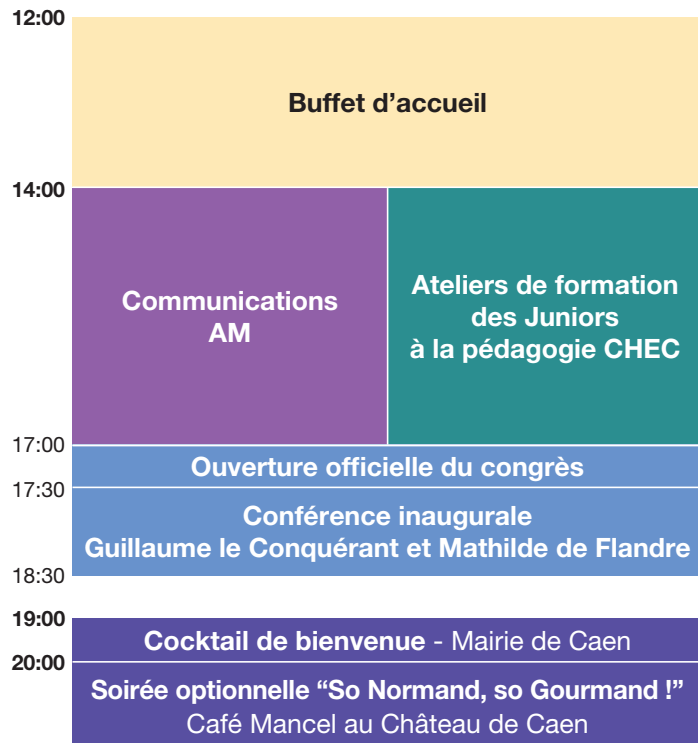 12:00
Buffet d’accueil
14:00
Communications
AM
Ateliers de formation
des Juniors
à la pédagogie CHEC
17:00
Ouverture officielle du congrès
17:30
Conférence inaugurale
Guillaume le Conquérant et Mathilde de Flandre
18:30
19:00
Cocktail de bienvenue - Mairie de Caen
20:00
Soirée optionnelle “So Normand, so Gourmand !”
Café Mancel au Château de Caen